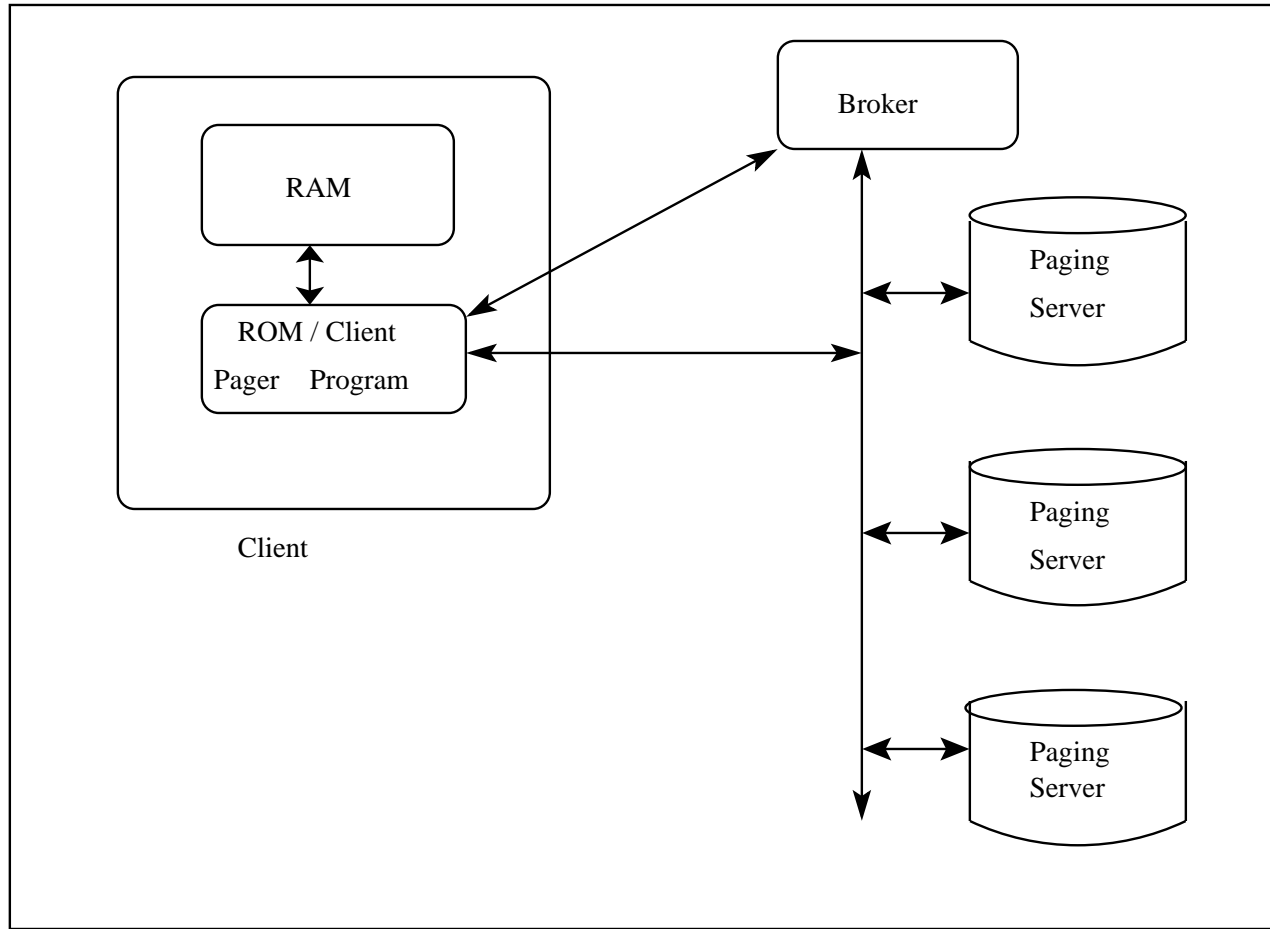 Broker
RAM
ROM / Client
Pager Program
Client
Paging
Server
Paging
Server
Paging
Server